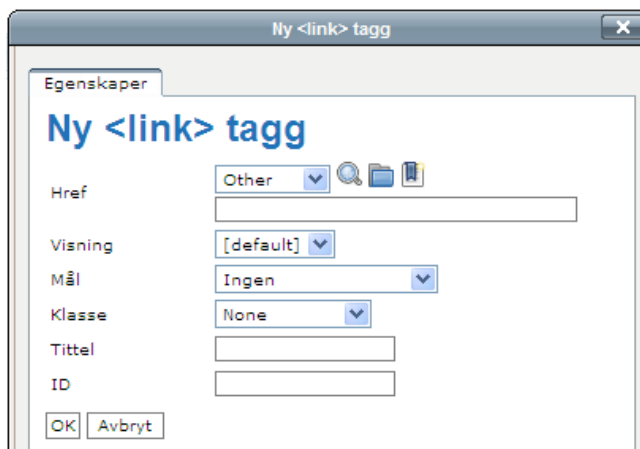 Ny <link> tagg
Egenskaper
Ny <link> tagg
Href Other
Visning [default]
Mål Ingen
Klasse None
Tittel
ID
OK Avbryt